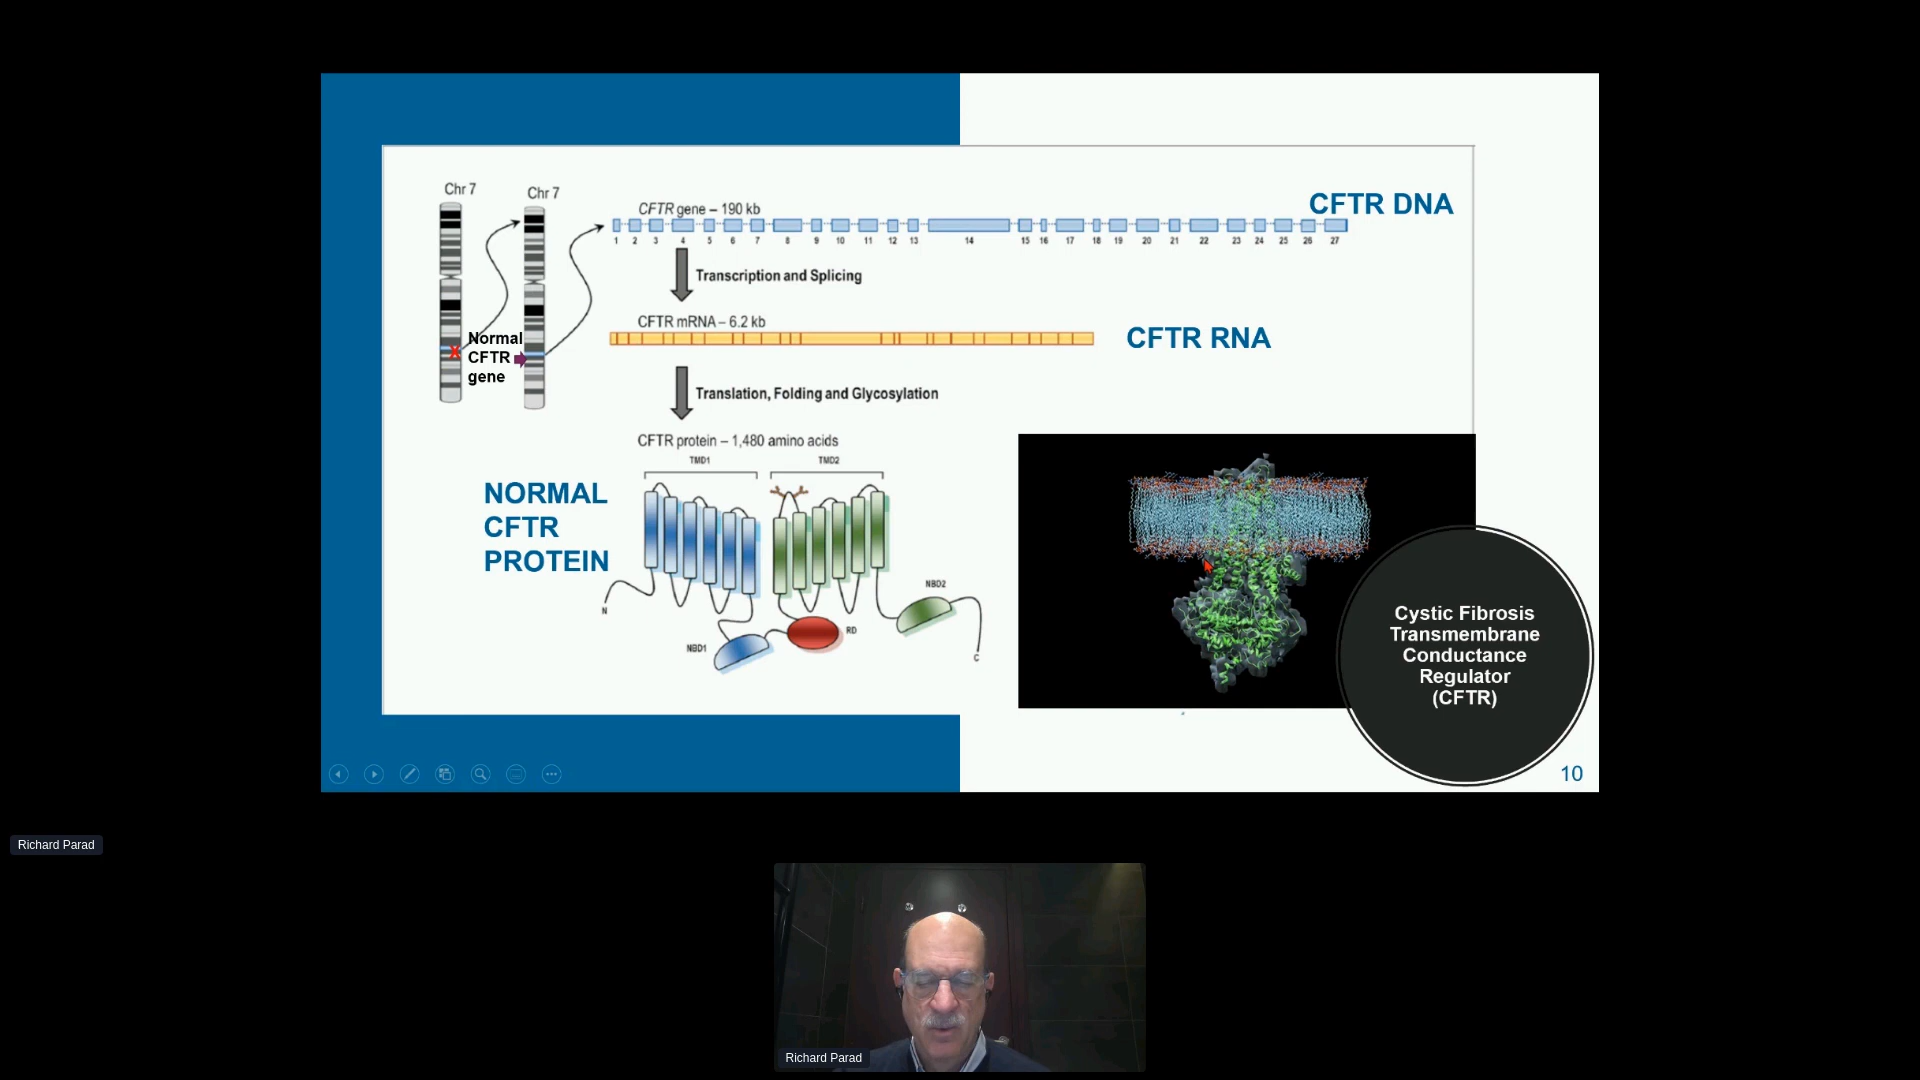 Chr 7
Chr 7
CFTR gene – 190 kb
CFTR DNA
1 2 3 4 5 6 7 8 9 10 11 12 13 14 15 16 17 18 19 20 21 22 23 24 25 26 27
Transcription and Splicing
CFTR mRNA – 6.2 kb
CFTR RNA
Normal
CFTR
gene
X
Translation, Folding and Glycosylation
CFTR protein – 1,480 amino acids
TMD1
TMD2
NORMAL
CFTR
PROTEIN
N
NBD1
RD
NBD2
C
Cystic Fibrosis
Transmembrane
Conductance
Regulator
(CFTR)
10
Richard Parad
Richard Parad